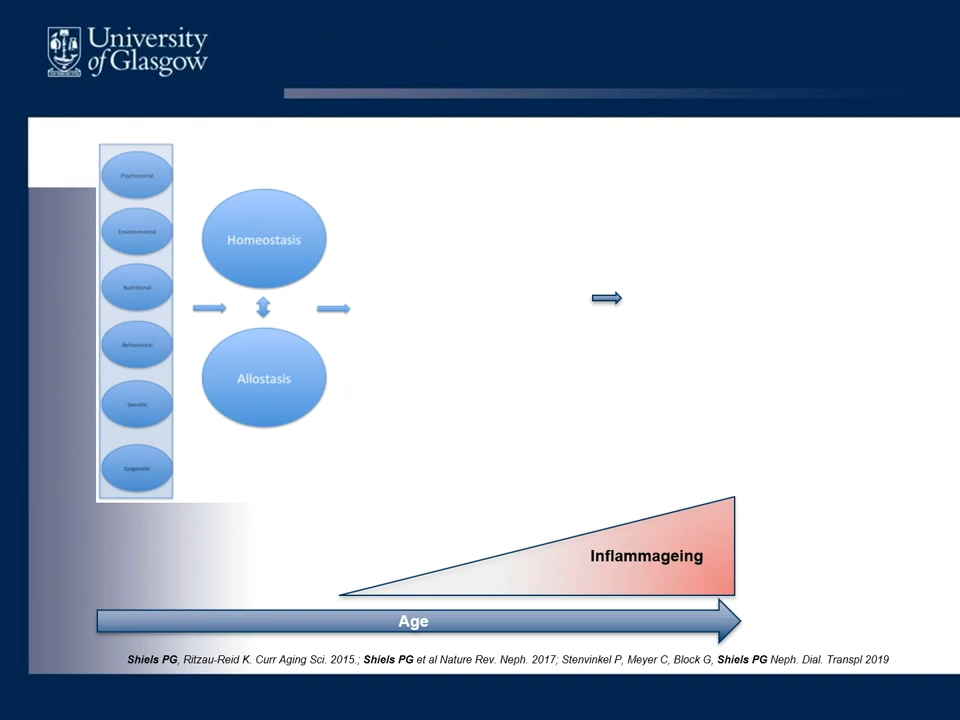 University
of Glasgow
Psychosocial
Environmental
Nutritional
Behavioural
Genetic
Epigenetic
Homeostasis
Allostasis
Inflammageing
Age
Shiels PG, Ritzau-Reid K. Curr Aging Sci. 2015.; Shiels PG et al Nature Rev. Neph. 2017; Stenvinkel P, Meyer C, Block G, Shiels PG Neph. Dial. Transpl 2019